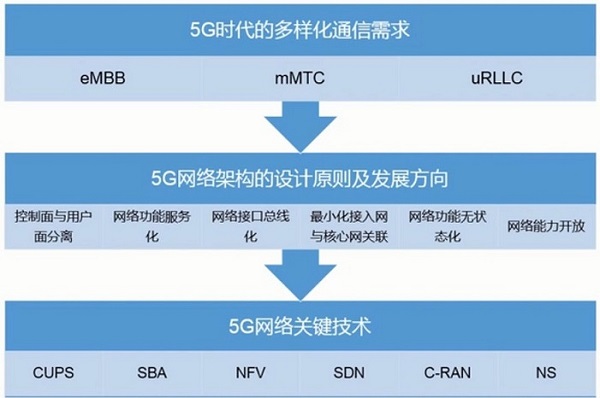 5G时代的多样化通信需求
eMBB
mMTC
uRLLC
5G网络架构的设计原则及发展方向
控制面与用户
面分离
网络功能服务
化
网络接口总线
化
最小化接入网
与核心网关联
网络功能无状
态化
网络能力开放
5G网络关键技术
CUPS
SBA
NFV
SDN
C-RAN
NS